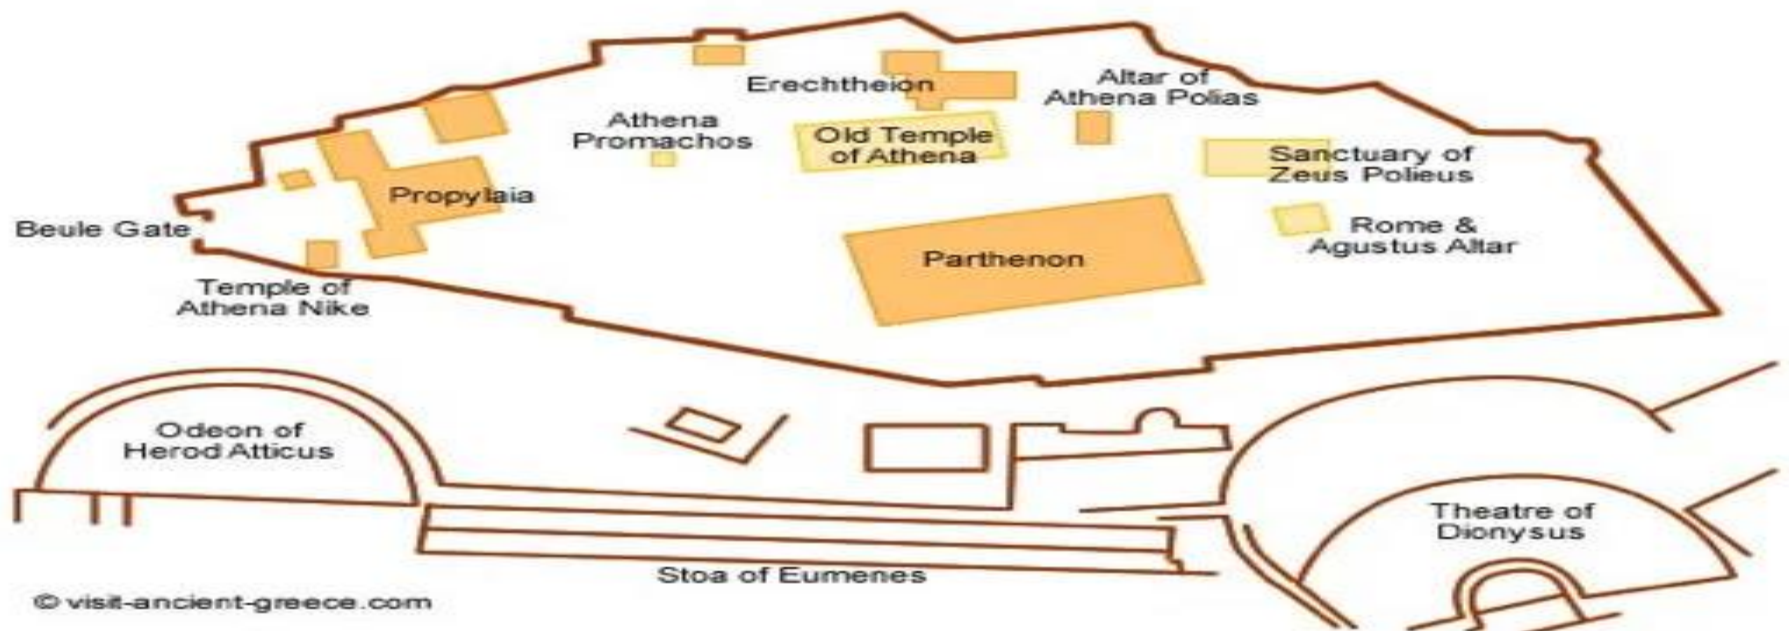 Erechtheion
Altar of
Athena Polias
Athena
Promachos
Old Temple
of Athena
Sanctuary of
Zeus Polieus
Propylaia
Beule Gate
Rome &
Agustus Altar
Parthenon
Temple of
Athena Nike
Odeon of
Herod Atticus
Theatre of
Dionysus
Stoa of Eumenes
© visit-ancient-greece.com